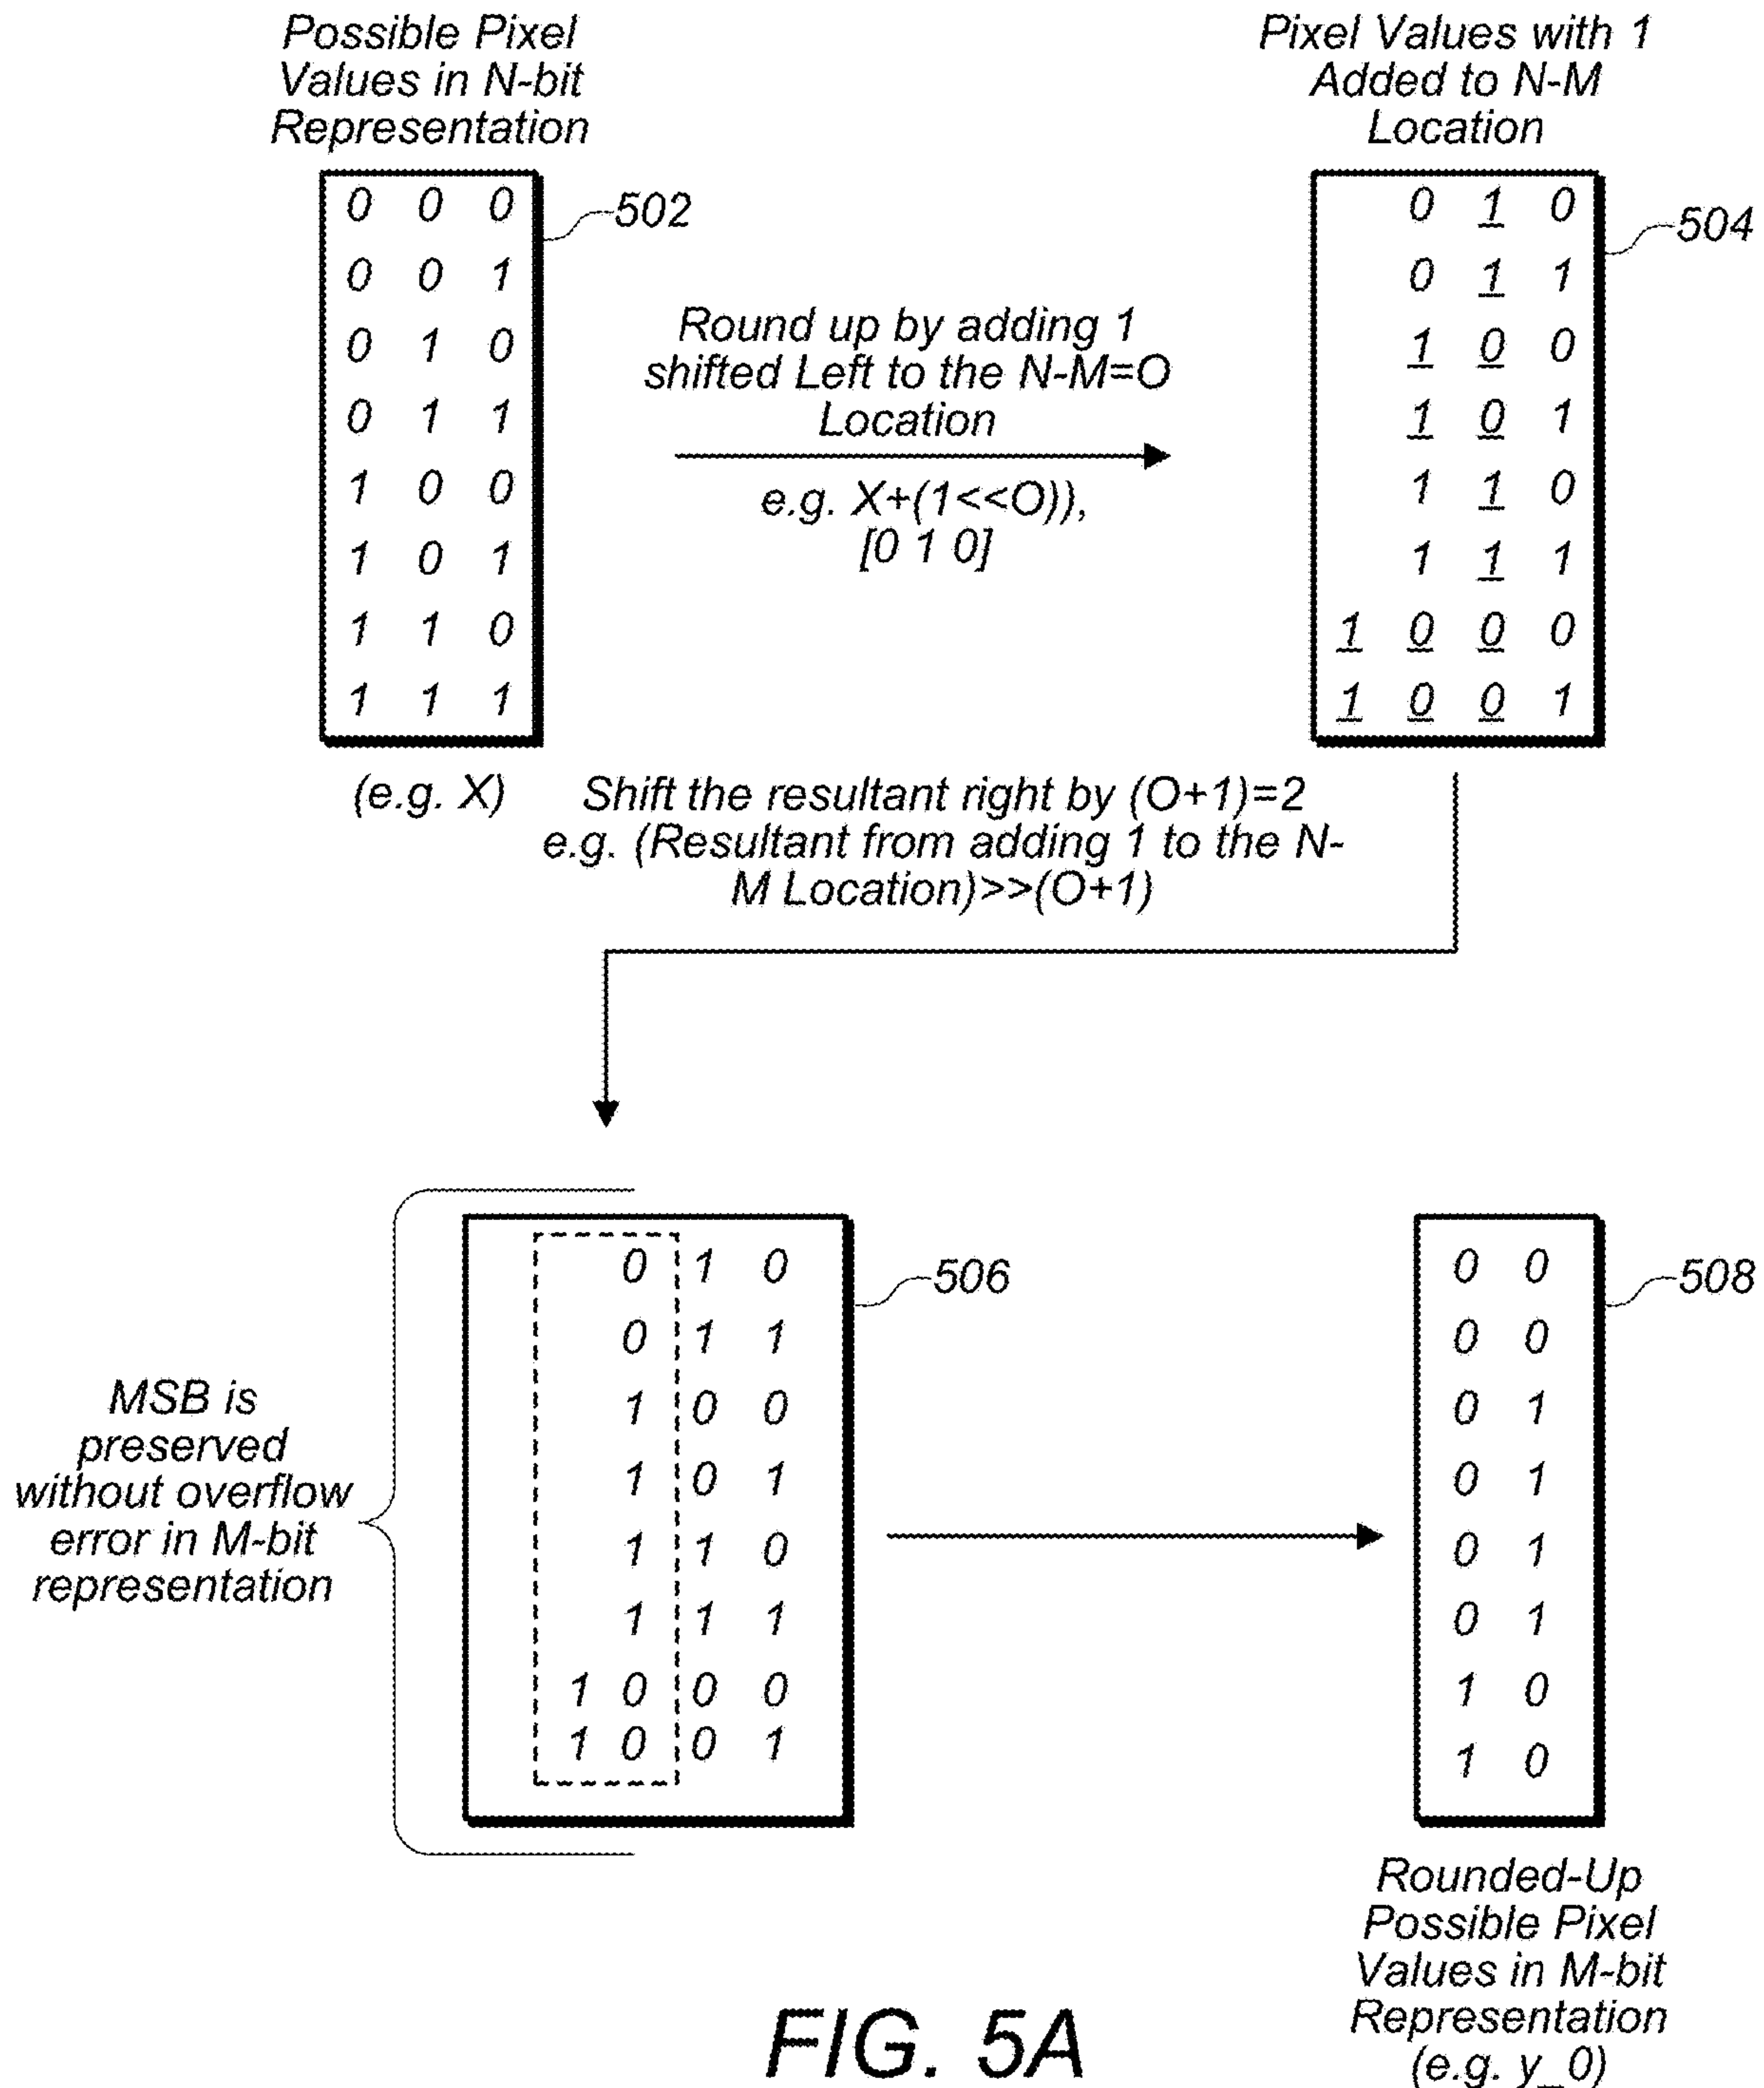 Possible Pixel
Values in N-bit
Representation
0 0 0
0 0 1
0 1 0
0 1 1
1 0 0
1 0 1
1 1 0
1 1 1
502
(e.g. X)
Round up by adding 1
shifted Left to the N-M=O
Location
e.g. X+(1<<O)),
[0 1 0]
Pixel Values with 1
Added to N-M
Location
0 1 0
0 1 1
1 0 0
1 0 1
1 1 0
1 1 1
1 0 0 0
1 0 0 1
504
Shift the resultant right by (O+1)=2
e.g. (Resultant from adding 1 to the N-
M Location)>>(O+1)
MSB is
preserved
without overflow
error in M-bit
representation
0 1 0
0 1 1
1 0 0
1 0 1
1 1 0
1 1 1
1 0 0 0
1 0 0 1
506
0 0
0 0
0 1
0 1
0 1
0 1
1 0
1 0
508
Rounded-Up
Possible Pixel
Values in M-bit
Representation
(e.g. y_0)
FIG. 5A